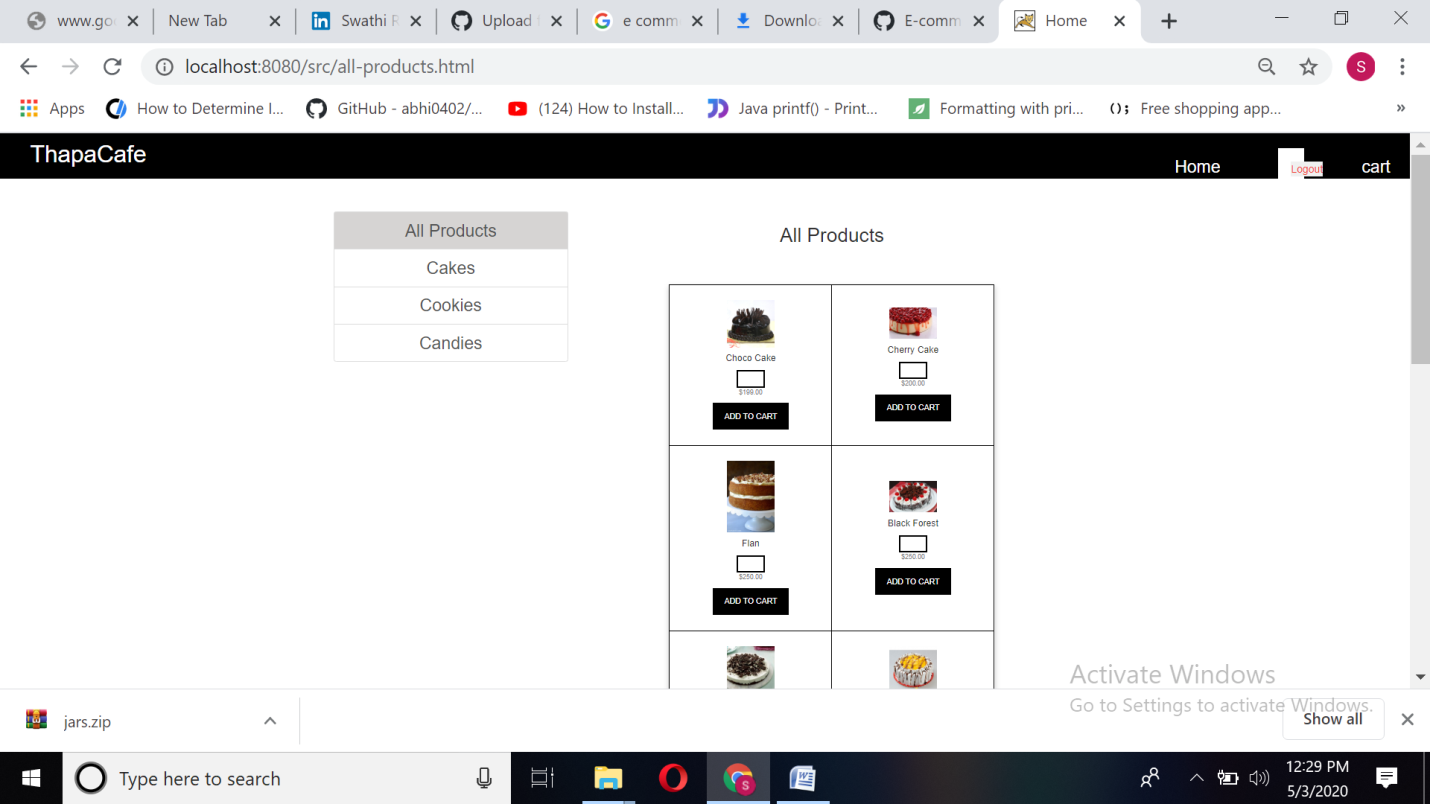 www.goo
New Tab
Swathi R
Upload
e comm
Downloa
E-comm
Home
localhost:8080/src/all-products.html
S
Apps
How to Determine I...
GitHub - abhi0402/...
(124) How to Install...
Java printf() - Print...
Formatting with pri...
Free shopping app...
»
ThapaCafe
Home
Logout
cart
All Products
Cakes
Cookies
Candies
All Products
Choco Cake
$199.00
ADD TO CART
Cherry Cake
$200.00
ADD TO CART
Flan
$250.00
ADD TO CART
Black Forest
$250.00
ADD TO CART
Activate Windows
Go to Settings to activate Windows.
jars.zip
Show all
Type here to search
S
12:29 PM
5/3/2020